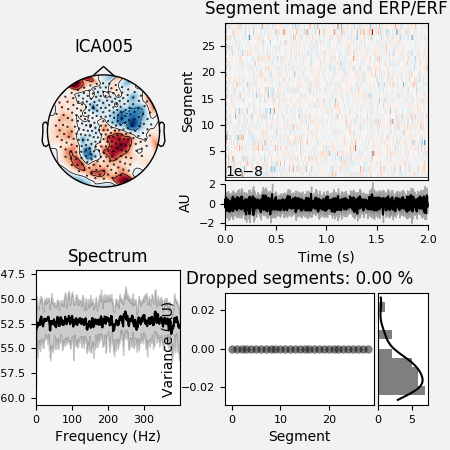 Segment image and ERP/ERF
ICA005
Segment
25
20
15
10
5
1e−8
AU
2
0
−2
0.0 0.5 1.0 1.5 2.0
Time (s)
Spectrum
Dropped segments: 0.00 %
47.5
50.0
52.5
55.0
60.0
0 100 200 300
Frequency (Hz)
0.02
0.00
−0.02
0 10 20
Segment
0 5